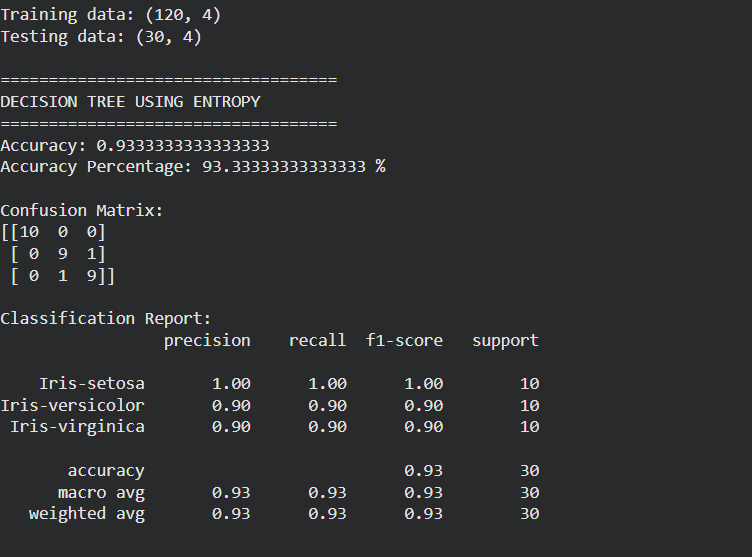 Training data: (120, 4)
Testing data: (30, 4)
===================================
DECISION TREE USING ENTROPY
===================================
Accuracy: 0.9333333333333333
Accuracy Percentage: 93.33333333333333 %
Confusion Matrix:
[[10  0  0]
 [ 0  9  1]
 [ 0  1  9]]
Classification Report:
                 precision    recall  f1-score   support
    Iris-setosa       1.00      1.00      1.00        10
Iris-versicolor       0.90      0.90      0.90        10
 Iris-virginica       0.90      0.90      0.90        10
       accuracy                           0.93        30
      macro avg       0.93      0.93      0.93        30
   weighted avg       0.93      0.93      0.93        30